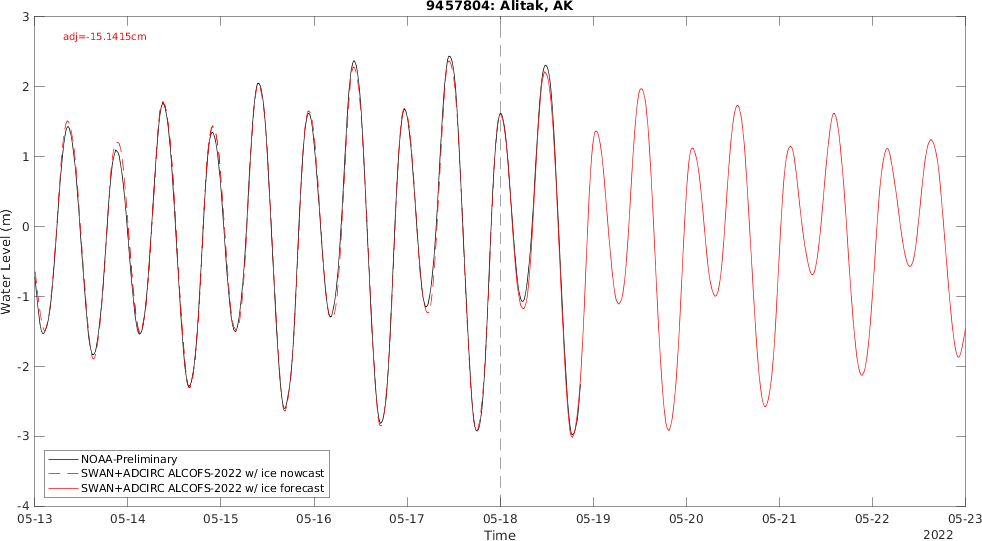 9457804: Alitak, AK
adj=-15.1415cm
3
2
1
0
-1
-2
-3
-4
Water Level (m)
NOAA-Preliminary
SWAN+ADCIRC ALCOFS-2022 w/ ice nowcast
SWAN+ADCIRC ALCOFS-2022 w/ ice forecast
05-13 05-14 05-15 05-16 05-17 05-18 05-19 05-20 05-21 05-22 05-23
Time
2022